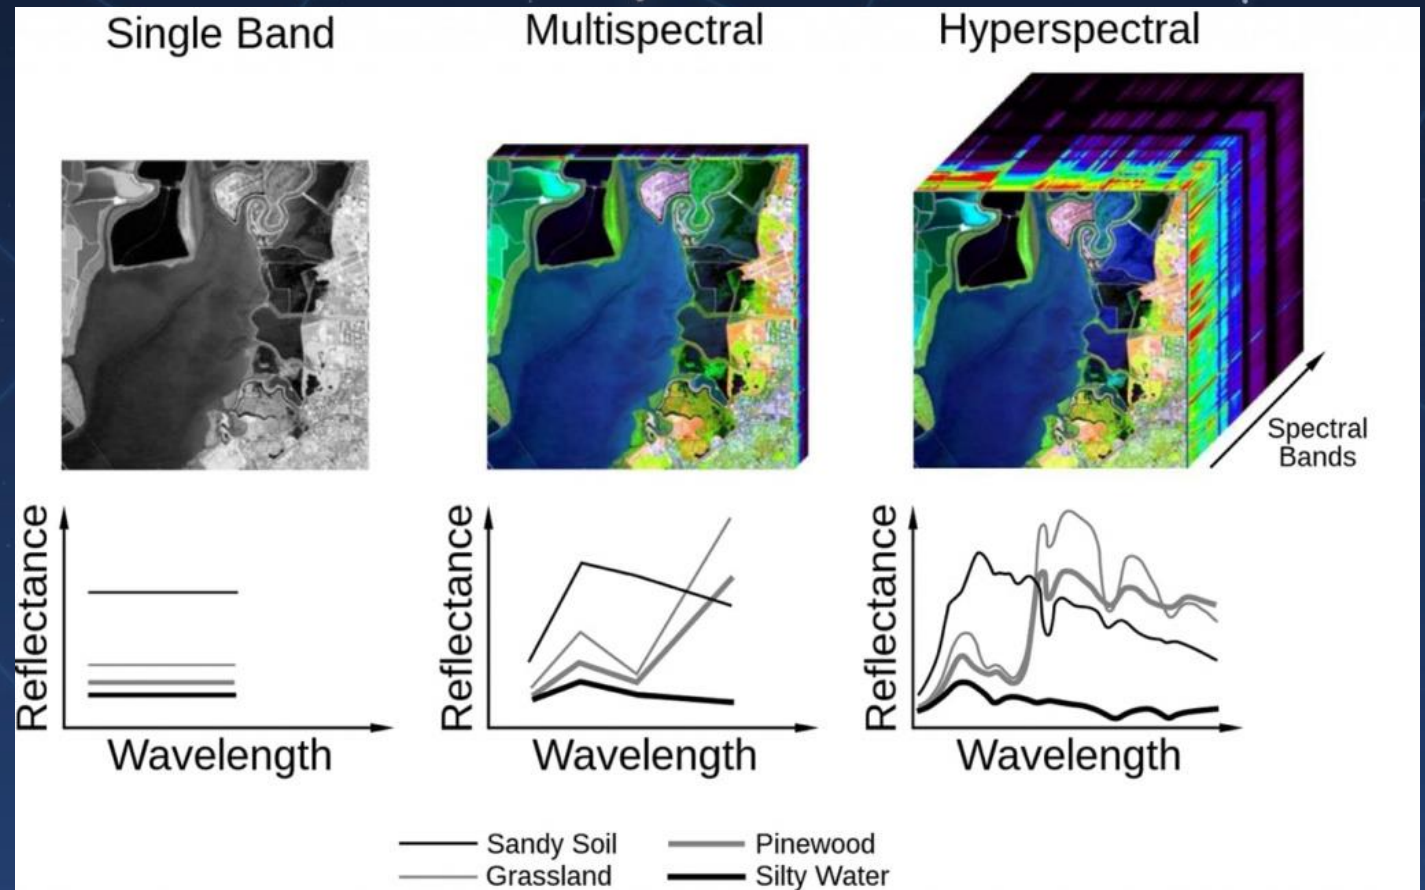 Single Band
Multispectral
Hyperspectral
Spectral
Bands
Reflectance
Wavelength
Reflectance
Wavelength
Reflectance
Wavelength
Sandy Soil
Pinewood
Grassland
Silty Water